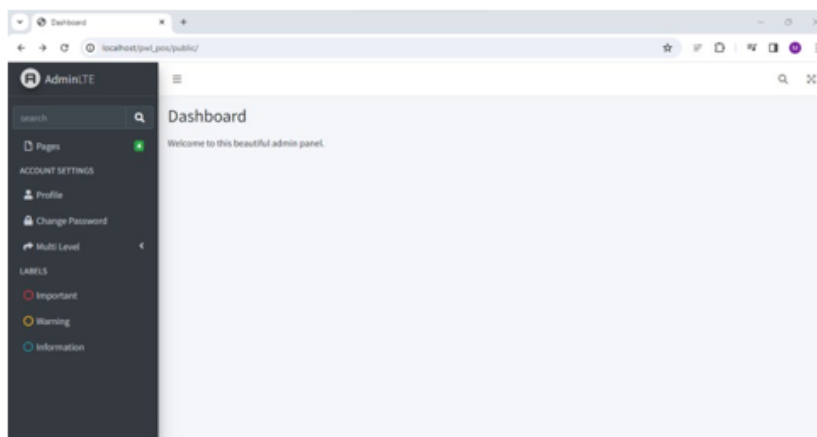 Dashboard
localhost/pwl_pos/public/
AdminLTE
search
Pages
4
ACCOUNT SETTINGS
Profile
Change Password
Multi Level
LABELS
Important
Warning
Information
Dashboard
Welcome to this beautiful admin panel.